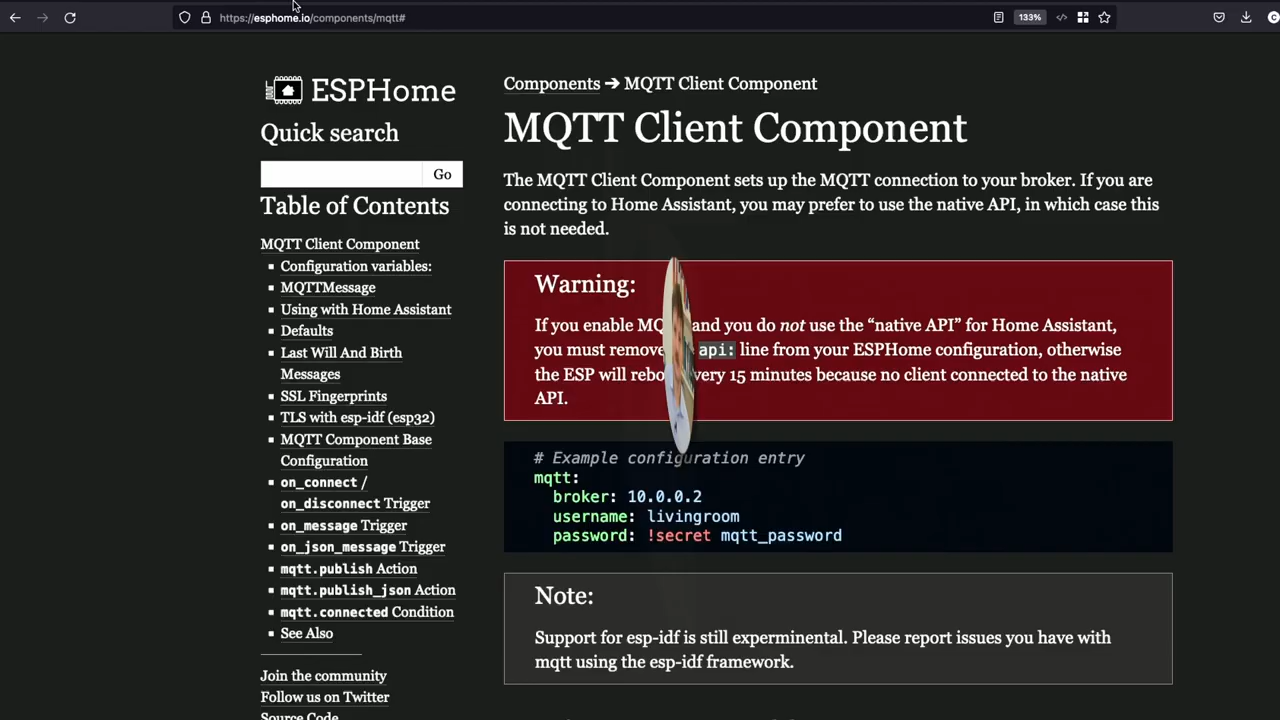 https://esphome.io/components/mqtt#
133%
ESPHome
Quick search
Go
Table of Contents
MQTT Client Component
Configuration variables:
MQTTMessage
Using with Home Assistant
Defaults
Last Will And Birth
Messages
SSL Fingerprints
TLS with esp-idf (esp32)
MQTT Component Base
Configuration
on_connect /
on_disconnect Trigger
on_message Trigger
on_json_message Trigger
mqtt.publish Action
mqtt.publish_json Action
mqtt.connected Condition
See Also
Join the community
Follow us on Twitter
Source Code
Components ➔ MQTT Client Component
MQTT Client Component
The MQTT Client Component sets up the MQTT connection to your broker. If you are
connecting to Home Assistant, you may prefer to use the native API, in which case this
is not needed.
Warning:
If you enable and you do not use the “native API” for Home Assistant,
you must remove api: line from your ESPHome configuration, otherwise
the ESP will 15 minutes because no client connected to the native
API.
# Example configuration entry
mqtt:
broker: 10.0.0.2
username: livingroom
password: !secret mqtt_password
Note:
Support for esp-idf is still experminental. Please report issues you have with
mqtt using the esp-idf framework.